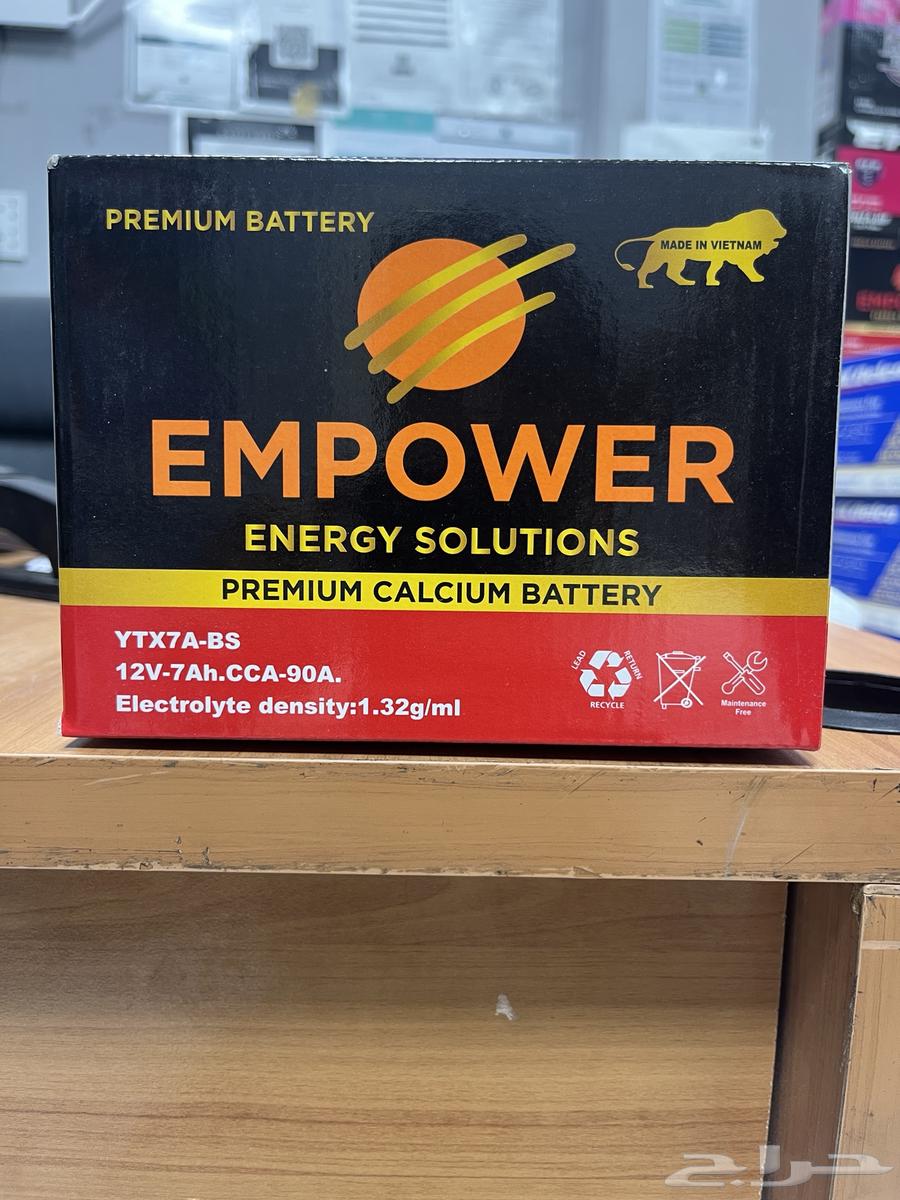 PREMIUM BATTERY
MADE IN VIETNAM
EMPOWER
ENERGY SOLUTIONS
PREMIUM CALCIUM BATTERY
YTX7A-BS
12V-7Ah.CCA-90A.
Electrolyte density:1.32g/ml
LEAD
RETURN
RECYCLE
Maintenance
Free
حراج